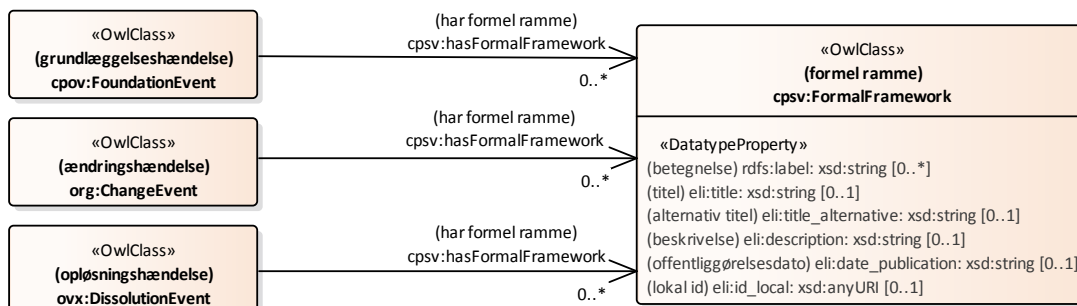 «OwlClass»
(grundlæggelseshændelse)
cpov:FoundationEvent
(har formel ramme)
cpsv:hasFormalFramework
0..*
«OwlClass»
(ændringshændelse)
org:ChangeEvent
(har formel ramme)
cpsv:hasFormalFramework
0..*
«OwlClass»
(opløsningshændelse)
ovx:DissolutionEvent
(har formel ramme)
cpsv:hasFormalFramework
0..*
«OwlClass»
(formel ramme)
cpsv:FormalFramework
«DatatypeProperty»
(betegnelse) rdfs:label: xsd:string [0..*]
(titel) eli:title: xsd:string [0..1]
(alternativ titel) eli:title_alternative: xsd:string [0..1]
(beskrivelse) eli:description: xsd:string [0..1]
(offentliggørelsesdato) eli:date_publication: xsd:string [0..1]
(lokal id) eli:id_local: xsd:anyURI [0..1]